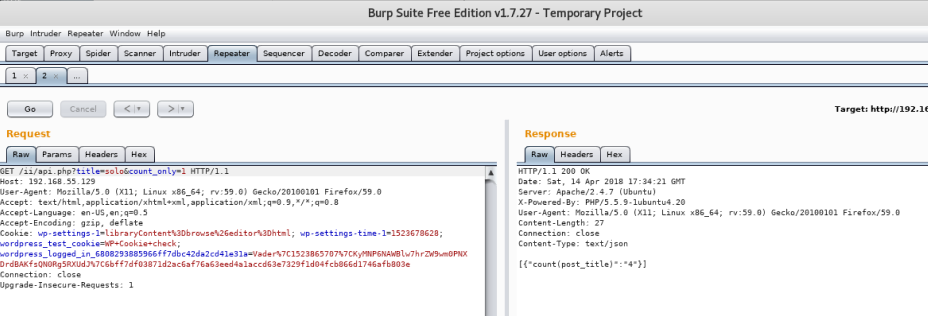 Burp Suite Free Edition v1.7.27 - Temporary Project
Burp Intruder Repeater Window Help
Target Proxy Spider Scanner Intruder Repeater Sequencer Decoder Comparer Extender Project options User options Alerts
1 × 2 × ...
Go Cancel < | ▾ > | ▾ Target: http://192.16
Request
Raw Params Headers Hex
GET /ii/api.php?title=solo&count_only=1 HTTP/1.1
Host: 192.168.55.129
User-Agent: Mozilla/5.0 (X11; Linux x86_64; rv:59.0) Gecko/20100101 Firefox/59.0
Accept: text/html,application/xhtml+xml,application/xml;q=0.9,*/*;q=0.8
Accept-Language: en-US,en;q=0.5
Accept-Encoding: gzip, deflate
Cookie: wp-settings-1=libraryContent%3Dbrowse%26editor%3Dhtml; wp-settings-time-1=1523678628;
wordpress_test_cookie=WP+Cookie+check;
wordpress_logged_in_6808293885966ff7dbc42da2cd41e31a=Vader%7C1523865707%7CKyMNP6NAWBlw7hrZW9wm0PNX
DrdBAKfsQN0Rg5RXUdJ%7C6bff7df03871d2ac6af76a63eed4a1accd63e7329f1d04fcb866d1746afb803e
Connection: close
Upgrade-Insecure-Requests: 1
Response
Raw Headers Hex
HTTP/1.1 200 OK
Date: Sat, 14 Apr 2018 17:34:21 GMT
Server: Apache/2.4.7 (Ubuntu)
X-Powered-By: PHP/5.5.9-1ubuntu4.20
User-Agent: Mozilla/5.0 (X11; Linux x86_64; rv:59.0) Gecko/20100101 Firefox/59.0
Content-Length: 27
Connection: close
Content-Type: text/json
[{"count(post_title)":"4"}]